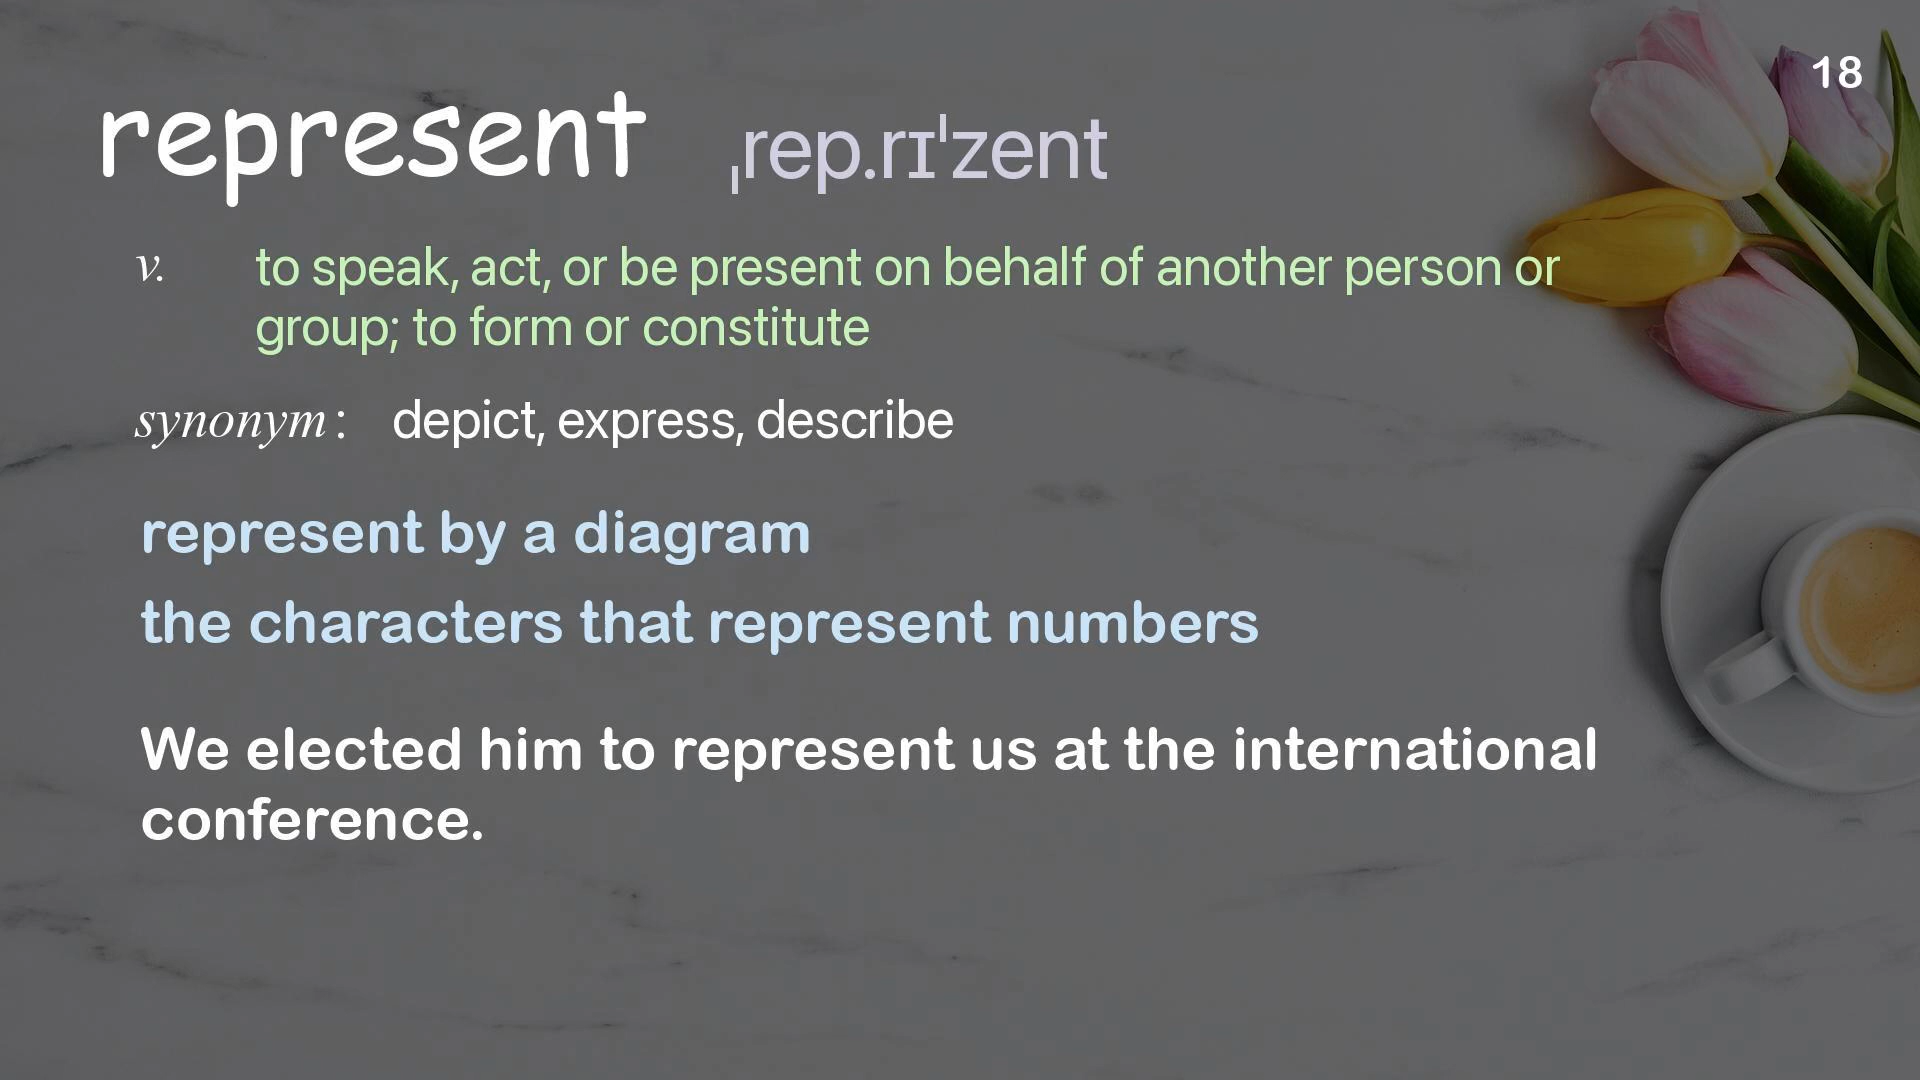 18
represent ˌrep.rɪˈzent
v. to speak, act, or be present on behalf of another person or
group; to form or constitute
synonym : depict, express, describe
represent by a diagram
the characters that represent numbers
We elected him to represent us at the international
conference.